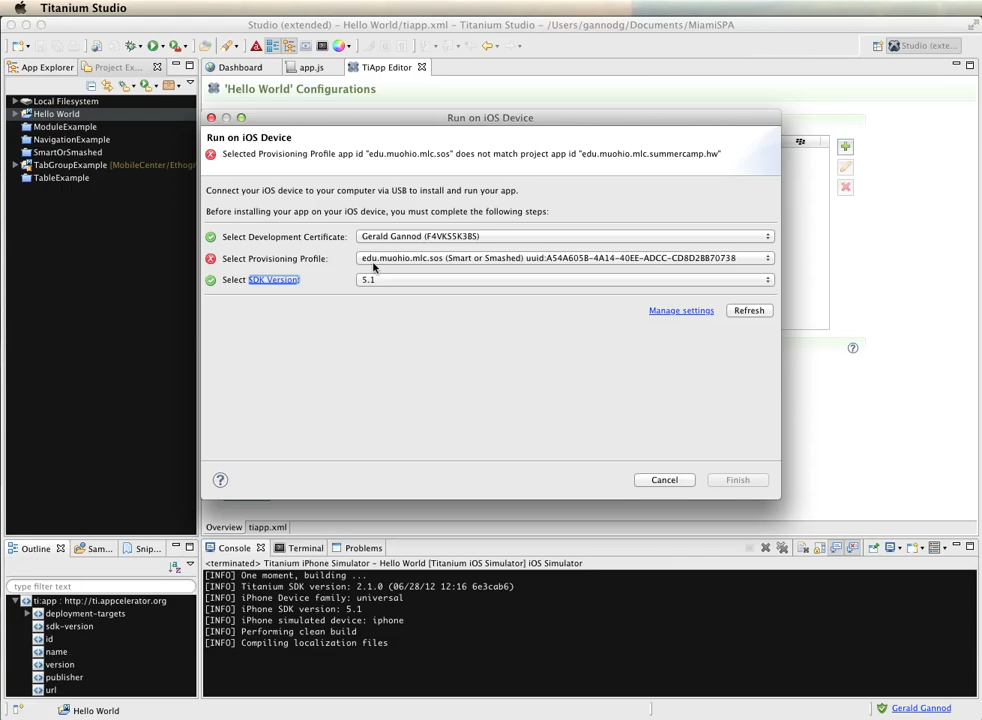 Titanium Studio
Studio (extended) – Hello World/tiapp.xml – Titanium Studio – /Users/gannodg/Documents/MiamiSPA
Studio (exte...
App Explorer
Project Ex...
Dashboard
app.js
TiApp Editor
Local Filesystem
Hello World
ModuleExample
NavigationExample
SmartOrSmashed
TabGroupExample [MobileCenter/Ethogr
TableExample
'Hello World' Configurations
Run on iOS Device
Run on iOS Device
Selected Provisioning Profile app id "edu.muohio.mlc.sos" does not match project app id "edu.muohio.mlc.summercamp.hw"
Connect your iOS device to your computer via USB to install and run your app.
Before installing your app on your iOS device, you must complete the following steps:
Select Development Certificate: Gerald Gannod (F4VKS5K3BS)
Select Provisioning Profile: edu.muohio.mlc.sos (Smart or Smashed) uuid:A54A605B-4A14-40EE-ADCC-CD8D2BB70738
Select SDK Version: 5.1
Manage settings
Refresh
?
?
Cancel
Finish
Overview
tiapp.xml
Outline
Sam...
Snip...
type filter text
ti:app : http://ti.appcelerator.org
deployment-targets
sdk-version
id
name
version
publisher
url
Console
Terminal
Problems
<terminated> Titanium iPhone Simulator - Hello World [Titanium iOS Simulator] iOS Simulator
[INFO] One moment, building ...
[INFO] Titanium SDK version: 2.1.0 (06/28/12 12:16 6e3cab6)
[INFO] iPhone Device family: universal
[INFO] iPhone SDK version: 5.1
[INFO] iPhone simulated device: iphone
[INFO] Performing clean build
[INFO] Compiling localization files
Hello World
Gerald Gannod